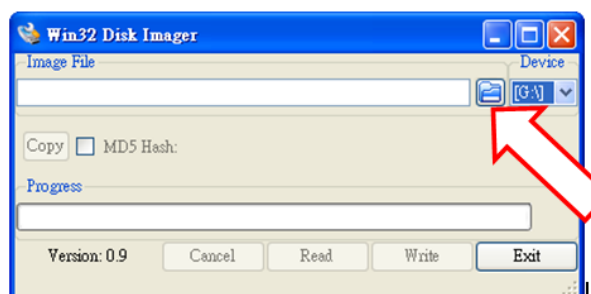 Win32 Disk Imager
Image File
Device
[G:\]
Copy
MD5 Hash:
Progress
Version: 0.9
Cancel
Read
Write
Exit